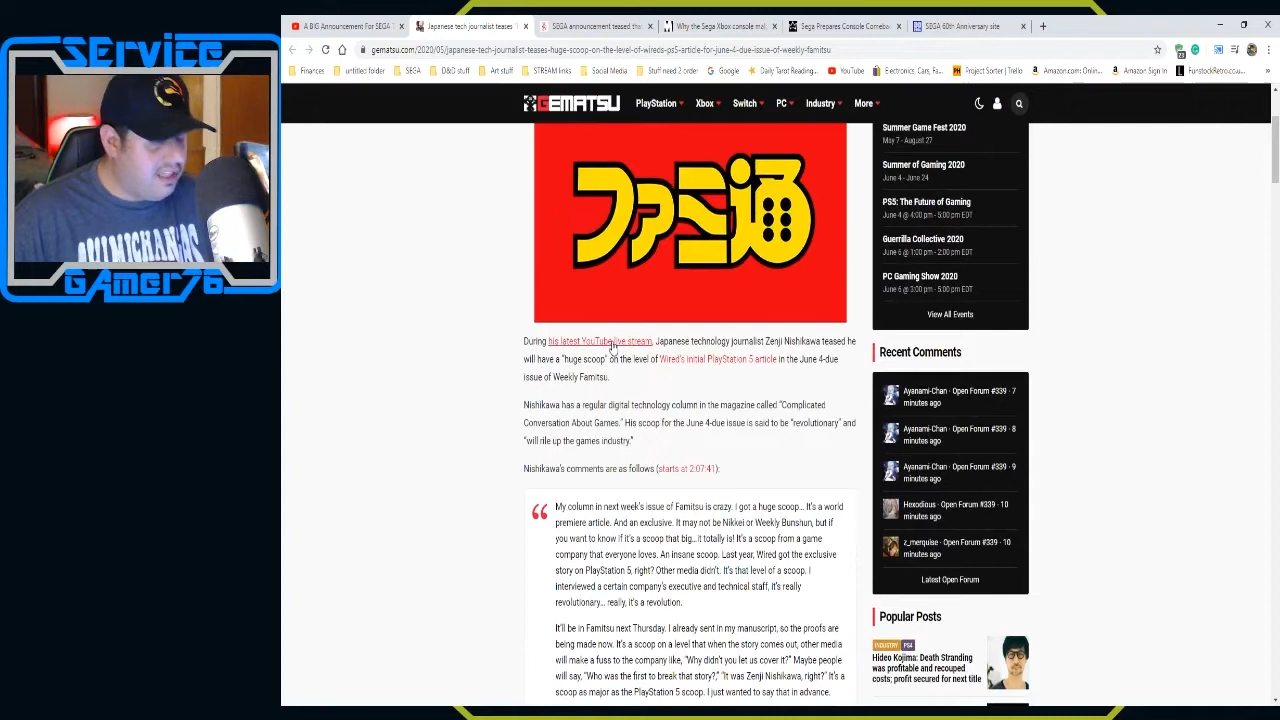 SErvice
GAmer76
A BIG Announcement For SEGA T
Japanese tech journalist teases "
SEGA announcement teased tha
Why the Sega Xbox console mal
Sega Prepares Console Comeba
SEGA 60th Anniversary site
gematsu.com/2020/05/japanese-tech-journalist-teases-huge-scoop-on-the-level-of-wireds-ps5-article-for-june-4-due-issue-of-weekly-famitsu
Finances
untitled folder
SEGA
D&D stuff
Art stuff
STREAM links
Social Media
Stuff need 2 order
Google
Daily Tarot Reading...
YouTube
Electronics, Cars, Fa...
Project Sorter | Trello
Amazon.com: Onlin...
Amazon Sign In
FunstockRetro.co...
GEMATSU
PlayStation
Xbox
Switch
PC
Industry
More
ファミ通
During his latest YouTube live stream, Japanese technology journalist Zenji Nishikawa teased he
will have a "huge scoop" on the level of Wired's initial PlayStation 5 article in the June 4-due
issue of Weekly Famitsu.
Nishikawa has a regular digital technology column in the magazine called "Complicated
Conversation About Games." His scoop for the June 4-due issue is said to be "revolutionary" and
"will rile up the games industry."
Nishikawa's comments are as follows (starts at 2:07:41):
My column in next week's issue of Famitsu is crazy. I got a huge scoop... It's a world
premiere article. And an exclusive. It may not be Nikkei or Weekly Bunshun, but if
you want to know if it's a scoop that big...it totally is! It's a scoop from a game
company that everyone loves. An insane scoop. Last year, Wired got the exclusive
story on PlayStation 5, right? Other media didn't. It's that level of a scoop. I
interviewed a certain company's executive and technical staff, it's really
revolutionary... really, it's a revolution.
It'll be in Famitsu next Thursday. I already sent in my manuscript, so the proofs are
being made now. It's a scoop on a level that when the story comes out, other media
will make a fuss to the company like, "Why didn't you let us cover it?" Maybe people
will say, "Who was the first to break that story?," "It was Zenji Nishikawa, right?" It's a
scoop as major as the PlayStation 5 scoop. I just wanted to say that in advance.
Summer Game Fest 2020
May 7 - August 27
Summer of Gaming 2020
June 4 - June 24
PS5: The Future of Gaming
June 4 @ 4:00 pm - 5:00 pm EDT
Guerrilla Collective 2020
June 6 @ 1:00 pm - 2:00 pm EDT
PC Gaming Show 2020
June 6 @ 3:00 pm - 5:00 pm EDT
View All Events
Recent Comments
Ayanami-Chan · Open Forum #339 · 7
minutes ago
Ayanami-Chan · Open Forum #339 · 8
minutes ago
Ayanami-Chan · Open Forum #339 · 9
minutes ago
Hexodious · Open Forum #339 · 10
minutes ago
z_merquise · Open Forum #339 · 10
minutes ago
Latest Open Forum
Popular Posts
INDUSTRY PS4
Hideo Kojima: Death Stranding
was profitable and recouped
costs; profit secured for next title